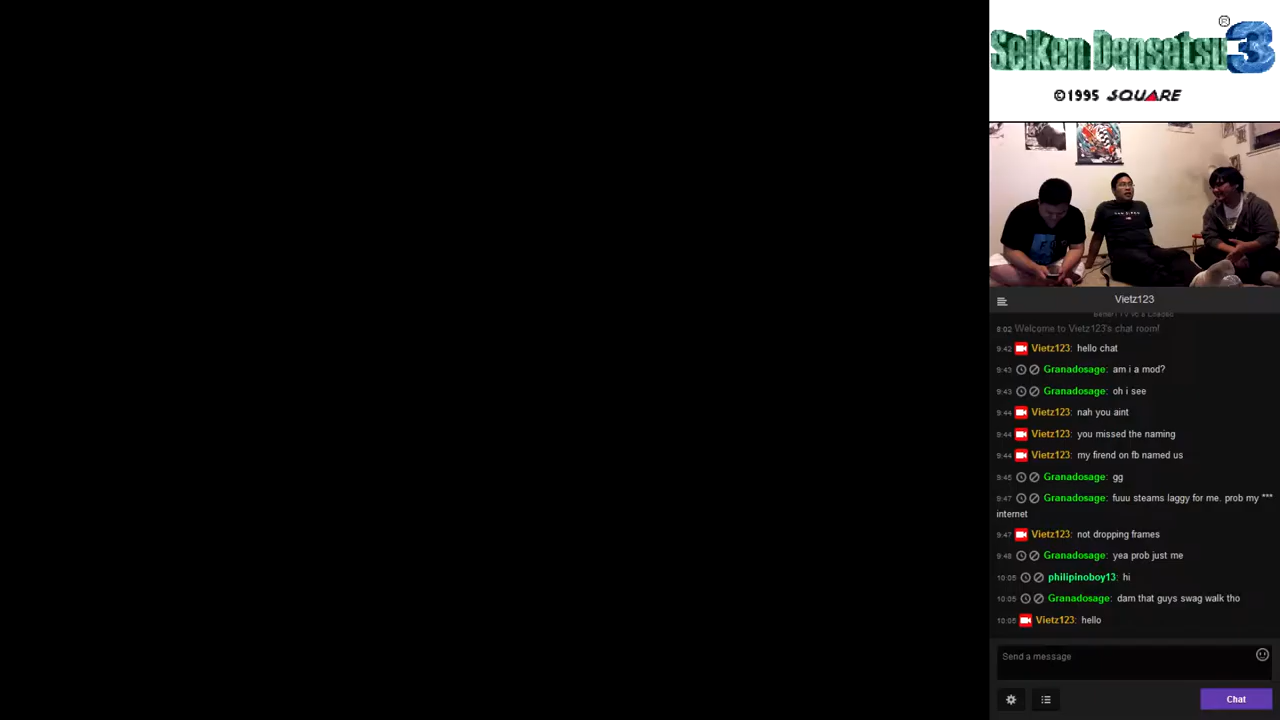 ®
Seiken Densetsu 3
©1995 SQUARE
Vietz123
8:02 Welcome to Vietz123's chat room!
9:42 Vietz123: hello chat
9:43 Granadosage: am i a mod?
9:43 Granadosage: oh i see
9:44 Vietz123: nah you aint
9:44 Vietz123: you missed the naming
9:44 Vietz123: my firend on fb named us
9:45 Granadosage: gg
9:47 Granadosage: fuuu steams laggy for me. prob my ***
internet
9:47 Vietz123: not dropping frames
9:48 Granadosage: yea prob just me
10:05 philipinoboy13: hi
10:05 Granadosage: dam that guys swag walk tho
10:05 Vietz123: hello
Send a message
Chat